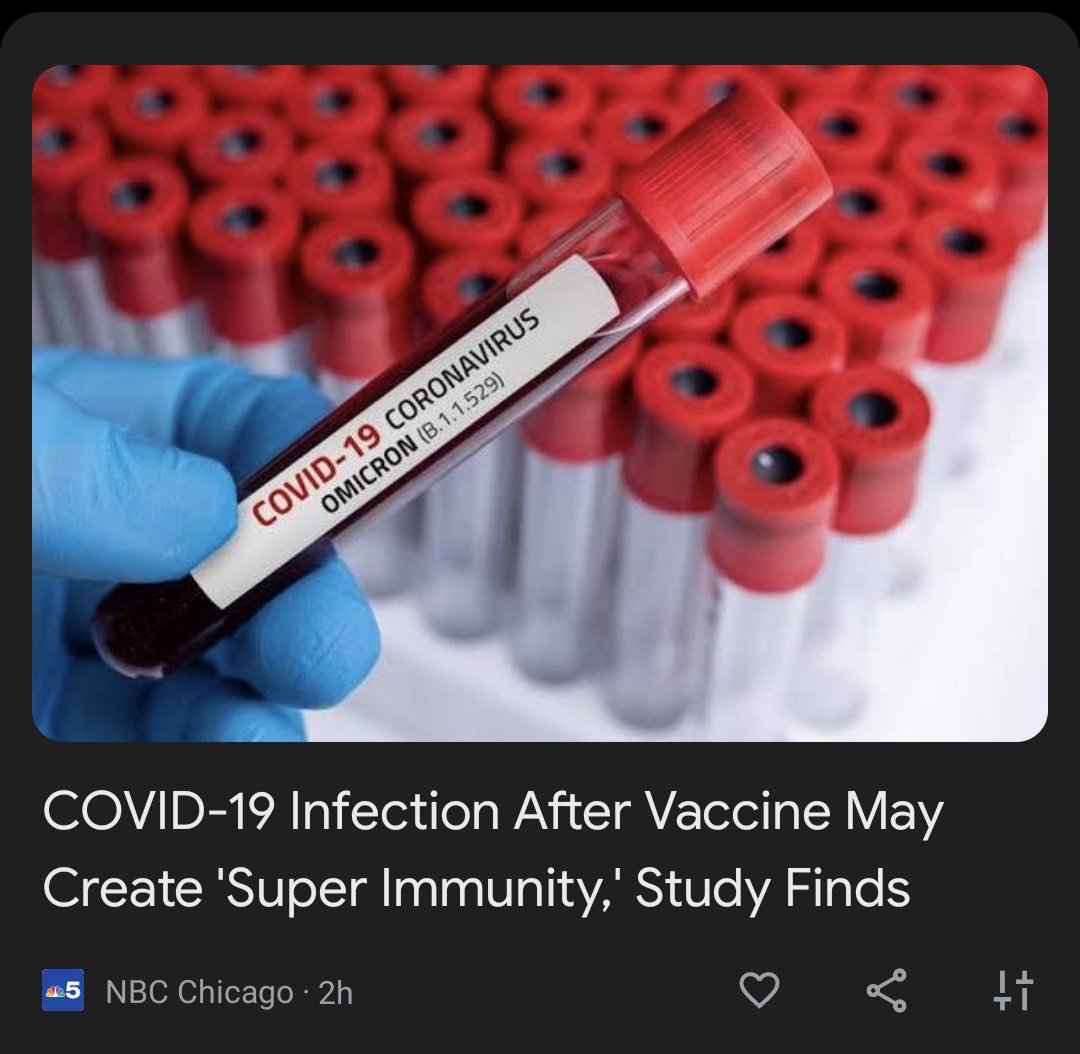 COVID-19 CORONAVIRUS
OMICRON (B.1.1.529)
COVID-19 Infection After Vaccine May
Create 'Super Immunity,' Study Finds
5
NBC Chicago · 2h